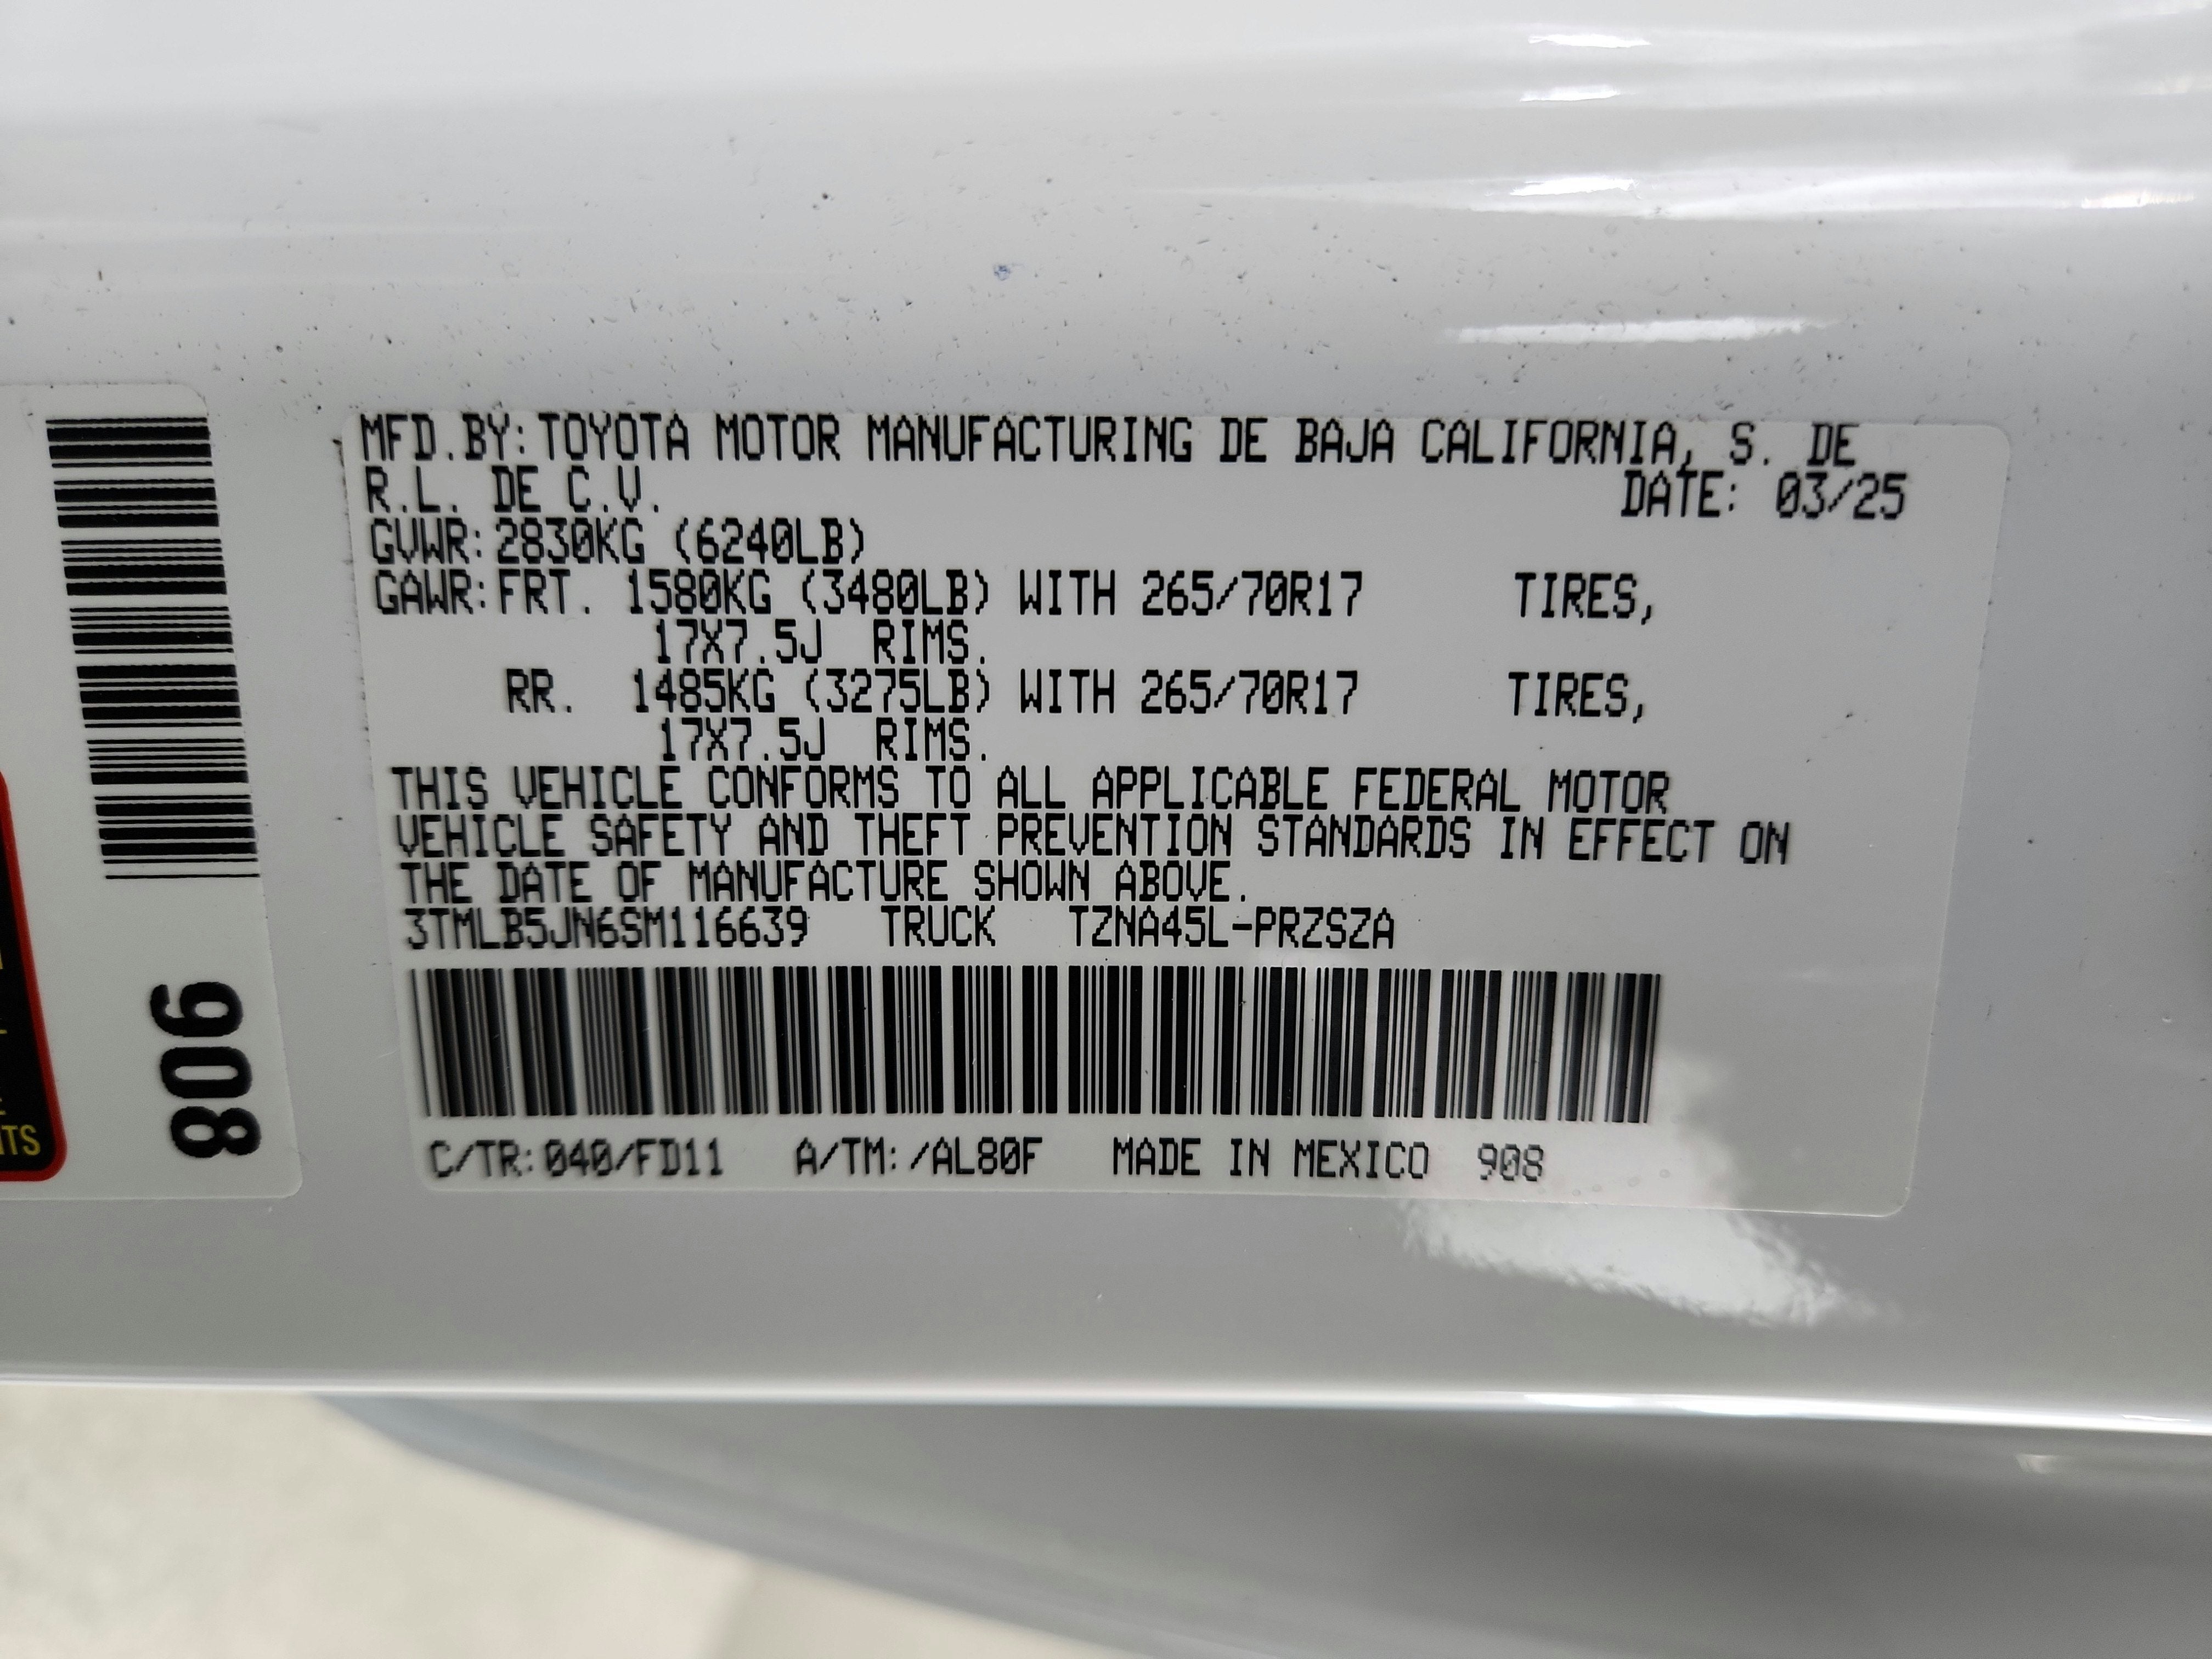 MFD.BY:TOYOTA MOTOR MANUFACTURING DE BAJA CALIFORNIA, S. DE
R.L. DE C.V. DATE: 03/25
GVWR:2830KG (6240LB)
GAWR:FRT. 1580KG (3480LB) WITH 265/70R17 TIRES,
17X7.5J RIMS.
RR. 1485KG (3275LB) WITH 265/70R17 TIRES,
17X7.5J RIMS.
THIS VEHICLE CONFORMS TO ALL APPLICABLE FEDERAL MOTOR
VEHICLE SAFETY AND THEFT PREVENTION STANDARDS IN EFFECT ON
THE DATE OF MANUFACTURE SHOWN ABOVE.
3TMLB5JN6SM116639 TRUCK TZNA45L-PRZSZA
C/TR:040/FD11 A/TM:/AL80F MADE IN MEXICO 908
806